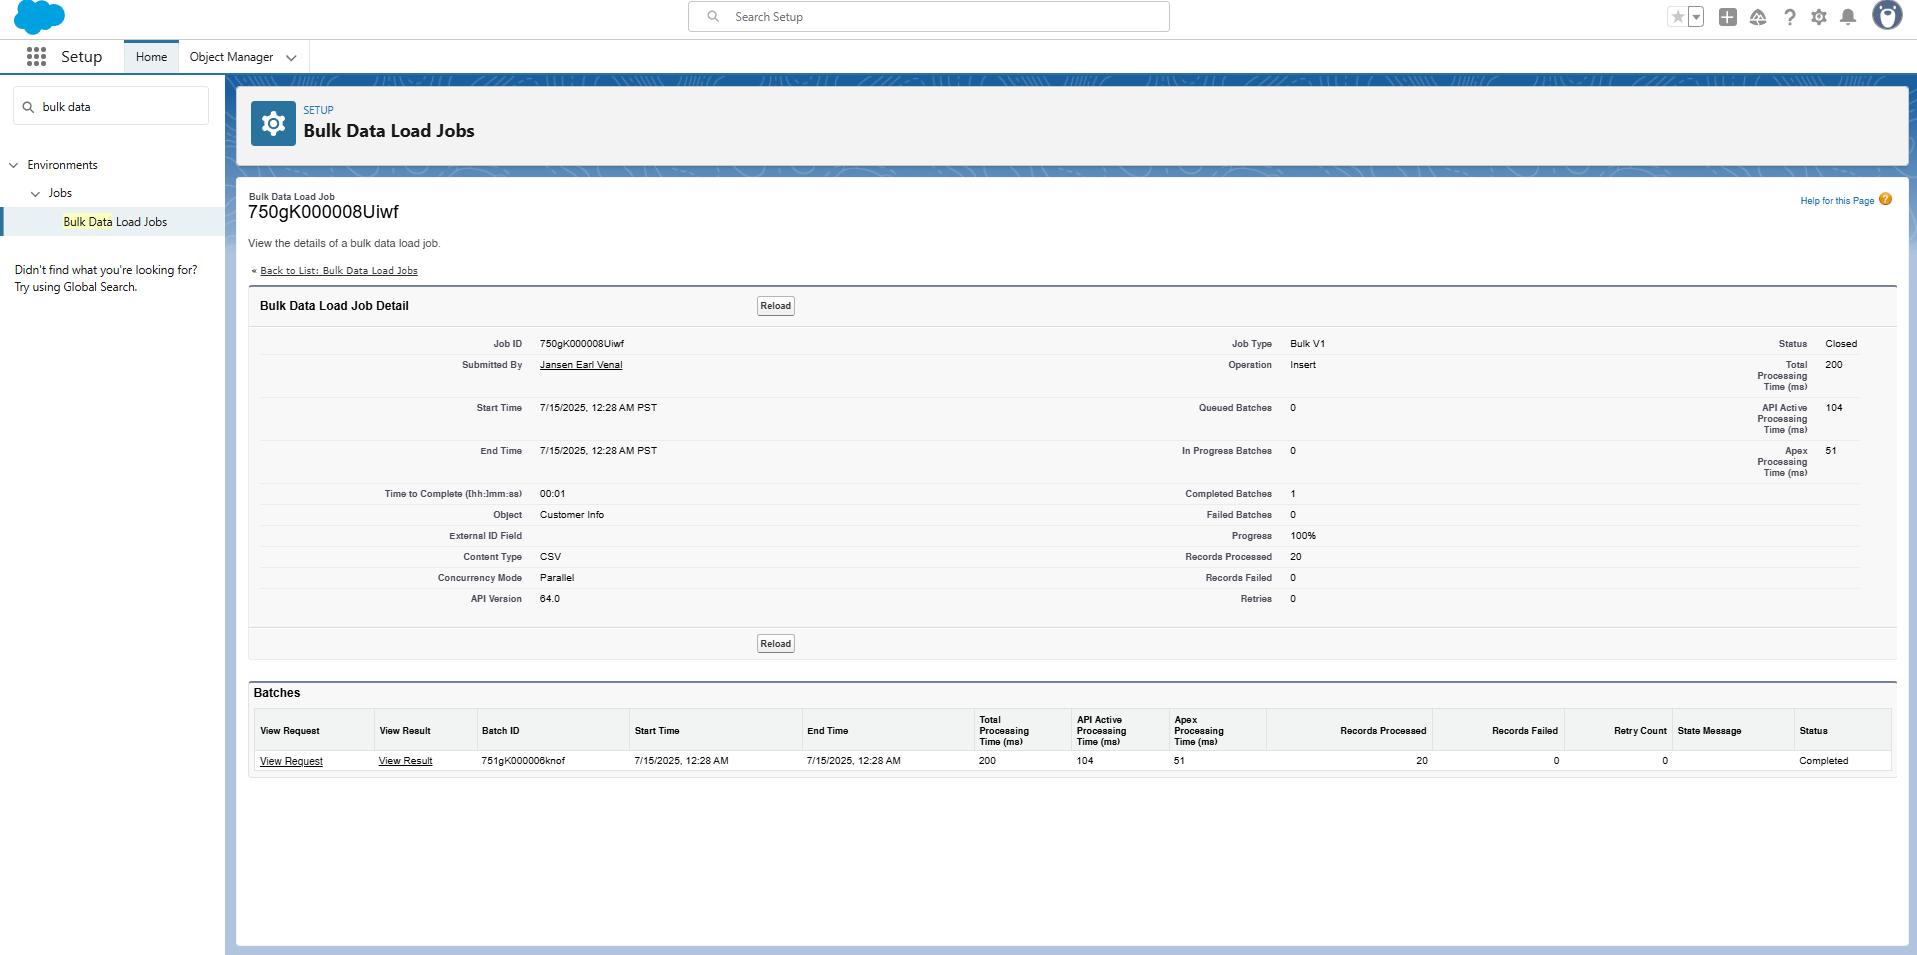 Search Setup
Setup
Home
Object Manager
bulk data
Environments
Jobs
Bulk Data Load Jobs
Didn't find what you're looking for?
Try using Global Search.
SETUP
Bulk Data Load Jobs
Bulk Data Load Job
750gK000008Uiwf
Help for this Page
View the details of a bulk data load job.
« Back to List: Bulk Data Load Jobs
Bulk Data Load Job Detail
Reload
Job ID 750gK000008Uiwf Job Type Bulk V1 Status Closed
Submitted By Jansen Earl Venal Operation Insert Total Processing Time (ms) 200
Start Time 7/15/2025, 12:28 AM PST Queued Batches 0 API Active Processing Time (ms) 104
End Time 7/15/2025, 12:28 AM PST In Progress Batches 0 Apex Processing Time (ms) 51
Time to Complete ([hh:]mm:ss) 00:01 Completed Batches 1
Object Customer Info Failed Batches 0
External ID Field Progress 100%
Content Type CSV Records Processed 20
Concurrency Mode Parallel Records Failed 0
API Version 64.0 Retries 0
Reload
Batches
View Request View Result Batch ID Start Time End Time Total Processing Time (ms) API Active Processing Time (ms) Apex Processing Time (ms) Records Processed Records Failed Retry Count State Message Status
View Request View Result 751gK000006knof 7/15/2025, 12:28 AM 7/15/2025, 12:28 AM 200 104 51 20 0 0 Completed